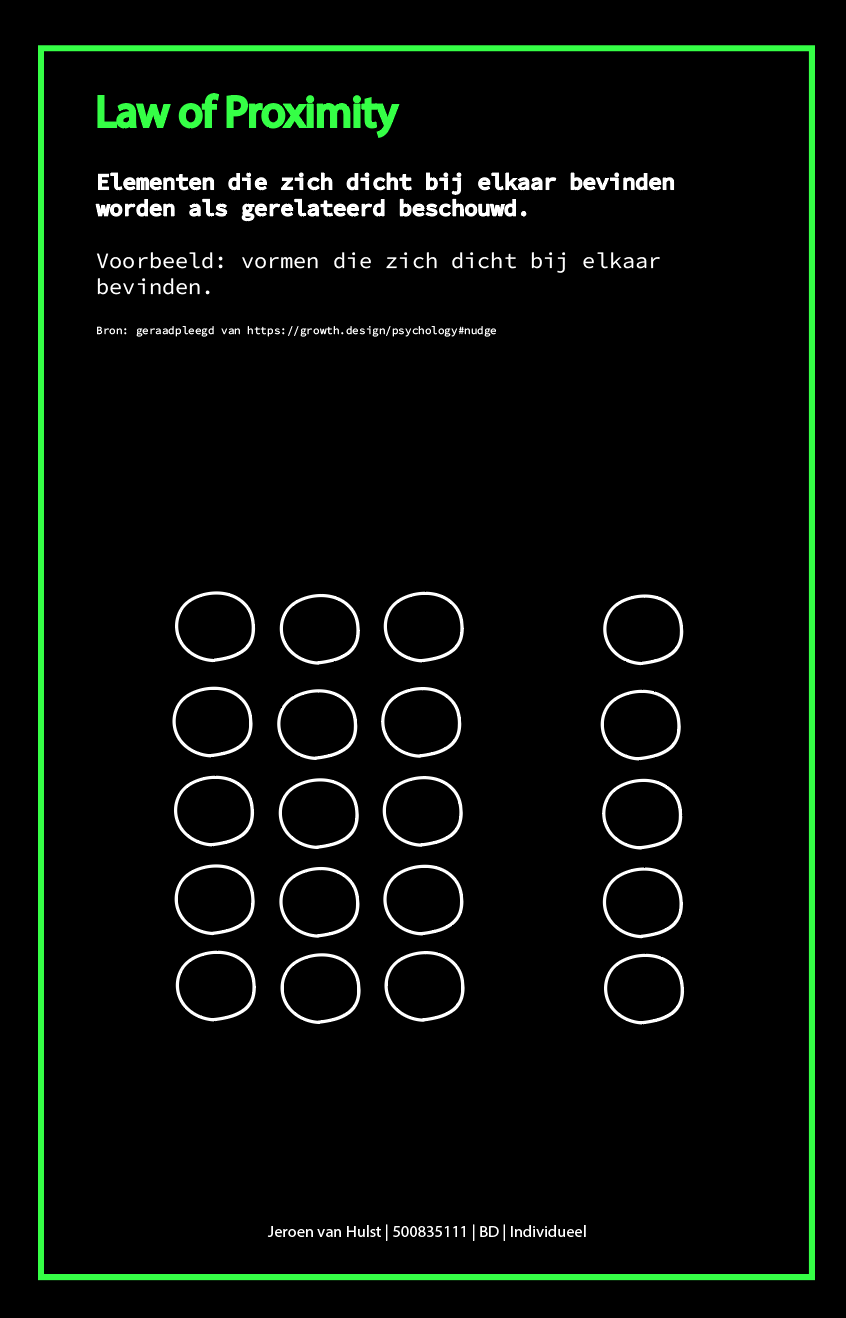 Law of Proximity
Elementen die zich dicht bij elkaar bevinden
worden als gerelateerd beschouwd.
Voorbeeld: vormen die zich dicht bij elkaar
bevinden.
Bron: geraadpleegd van https://growth.design/psychology#nudge
Jeroen van Hulst | 500835111 | BD | Individueel